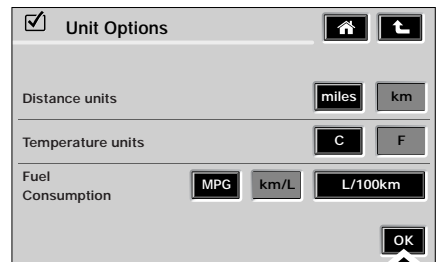 Unit Options
Distance units miles km
Temperature units C F
Fuel
Consumption MPG km/L L/100km
OK